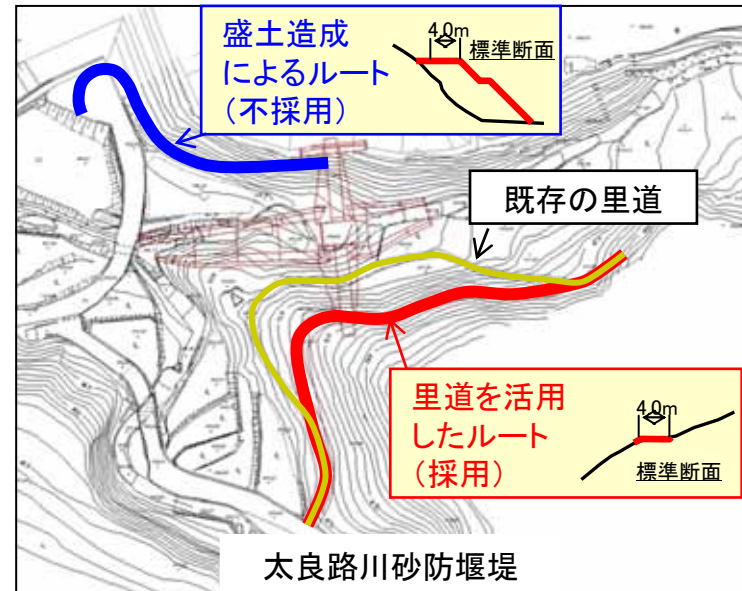 盛土造成
によるルート
（不採用）
4.0m
標準断面
既存の里道
里道を活用
したルート
（採用）
4.0m
標準断面
太良路川砂防堰堤